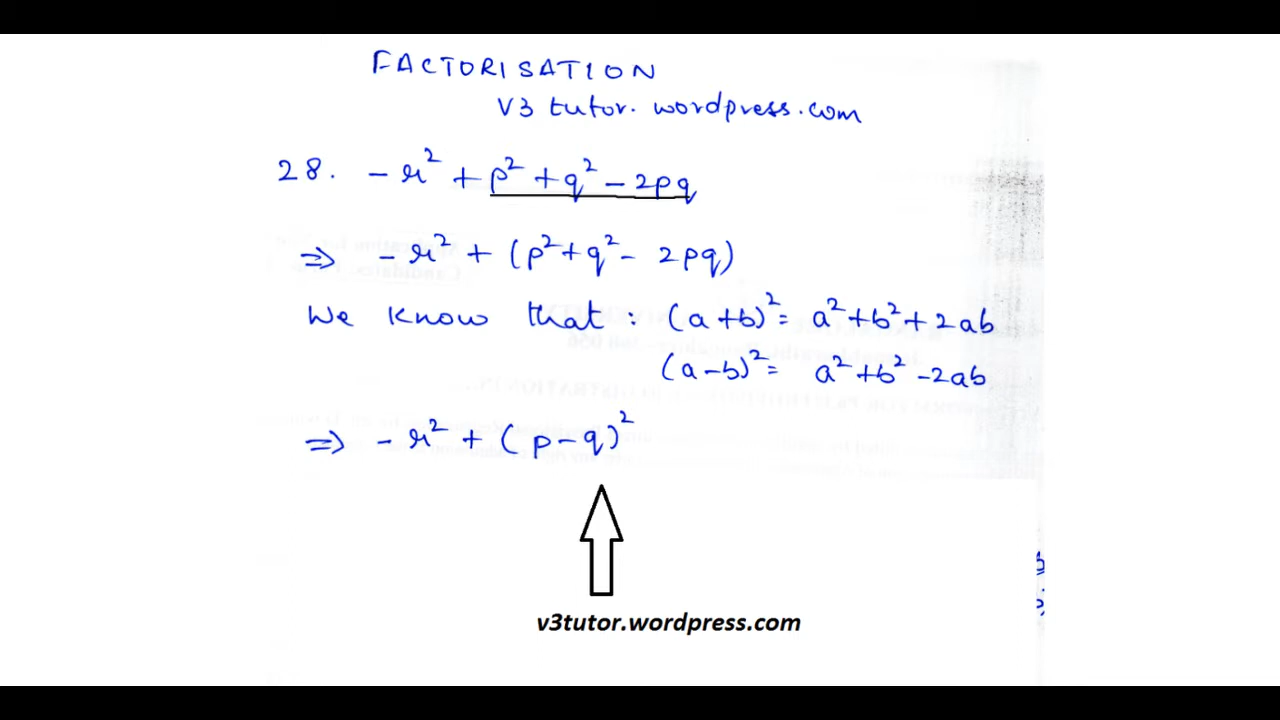 FACTORISATION
V3 tutor. wordpress.com
28. - r² + p² + q² - 2pq
⇒ - r² + (p² + q² - 2pq)
We know that : (a+b)² = a² + b² + 2ab
(a-b)² = a² + b² - 2ab
⇒ - r² + (p - q)²
v3tutor.wordpress.com